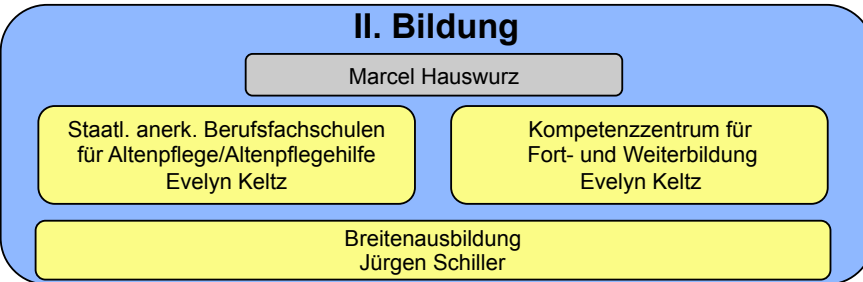 II. Bildung
Marcel Hauswurz
Staatl. anerk. Berufsfachschulen
für Altenpflege/Altenpflegehilfe
Evelyn Keltz
Kompetenzzentrum für
Fort- und Weiterbildung
Evelyn Keltz
Breitenausbildung
Jürgen Schiller